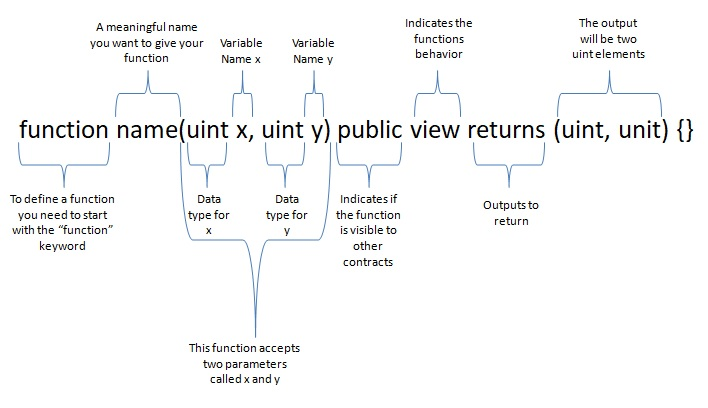 A meaningful name
you want to give your
function
Variable
Name x
Variable
Name y
Indicates the
functions
behavior
The output
will be two
uint elements
function name(uint x, uint y) public view returns (uint, unit) {}
To define a function
you need to start
with the “function”
keyword
Data
type for
x
Data
type for
y
Indicates if
the function
is visible to
other
contracts
Outputs to
return
This function accepts
two parameters
called x and y